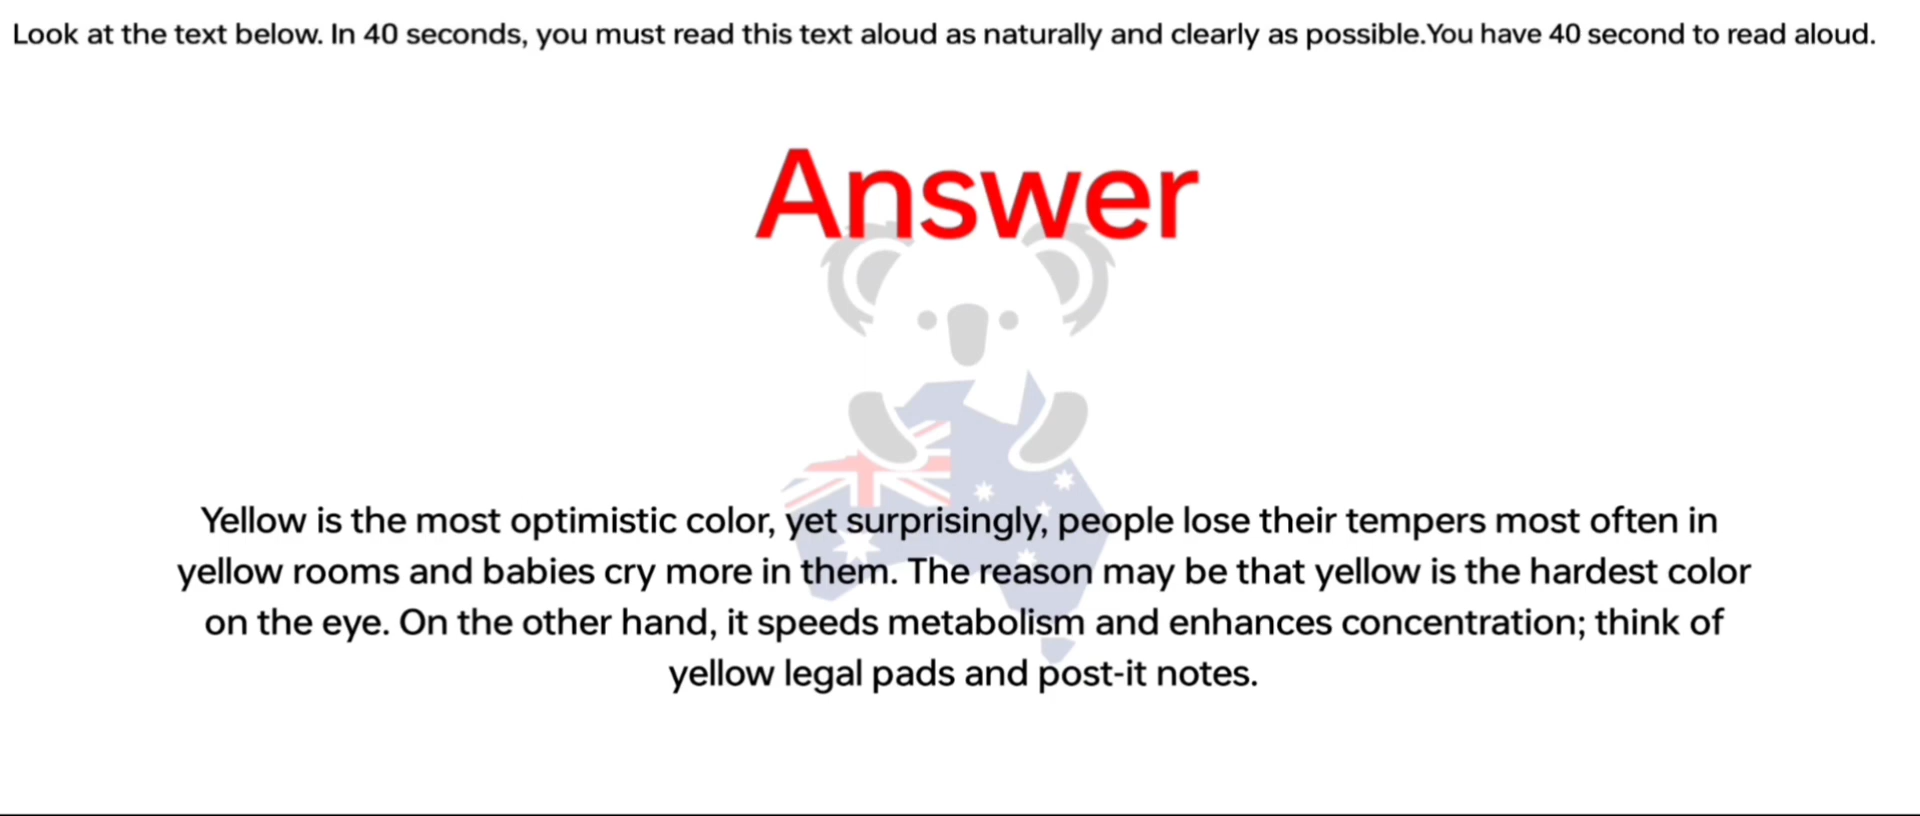 Look at the text below. In 40 seconds, you must read this text aloud as naturally and clearly as possible.You have 40 second to read aloud.
Answer
Yellow is the most optimistic color, yet surprisingly, people lose their tempers most often in
yellow rooms and babies cry more in them. The reason may be that yellow is the hardest color
on the eye. On the other hand, it speeds metabolism and enhances concentration; think of
yellow legal pads and post-it notes.